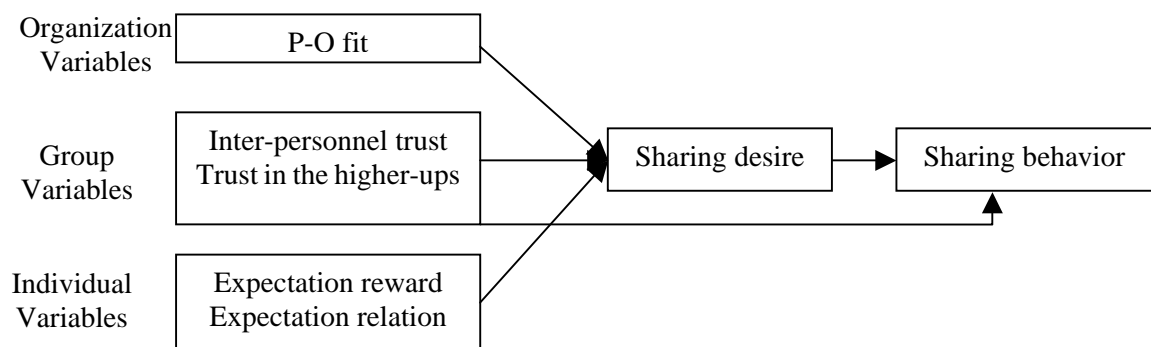 Organization
Variables
P-O fit
Group
Variables
Inter-personnel trust
Trust in the higher-ups
Sharing desire
Sharing behavior
Individual
Variables
Expectation reward
Expectation relation